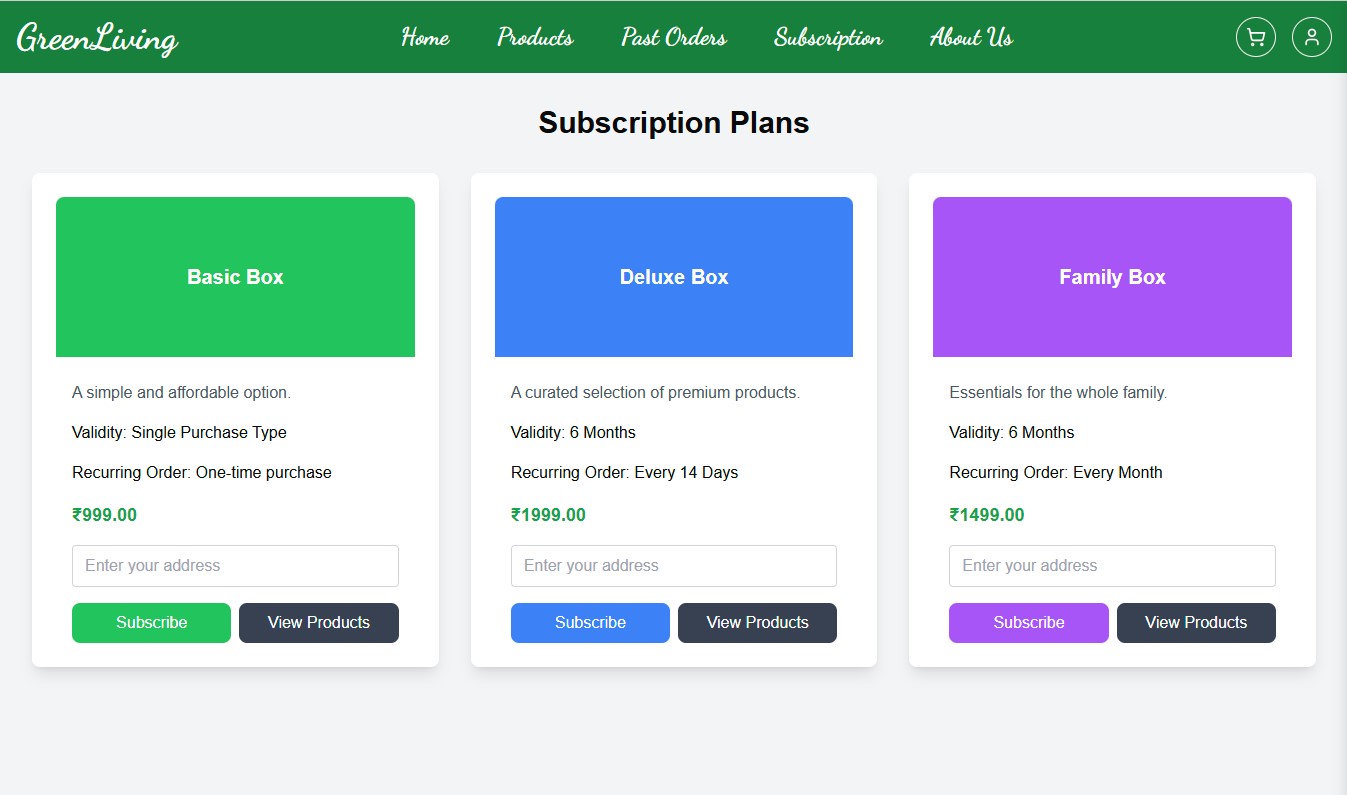 GreenLiving Home Products Past Orders Subscription About Us
Subscription Plans
Basic Box
A simple and affordable option.
Validity: Single Purchase Type
Recurring Order: One-time purchase
₹999.00
Enter your address
Subscribe View Products
Deluxe Box
A curated selection of premium products.
Validity: 6 Months
Recurring Order: Every 14 Days
₹1999.00
Enter your address
Subscribe View Products
Family Box
Essentials for the whole family.
Validity: 6 Months
Recurring Order: Every Month
₹1499.00
Enter your address
Subscribe View Products